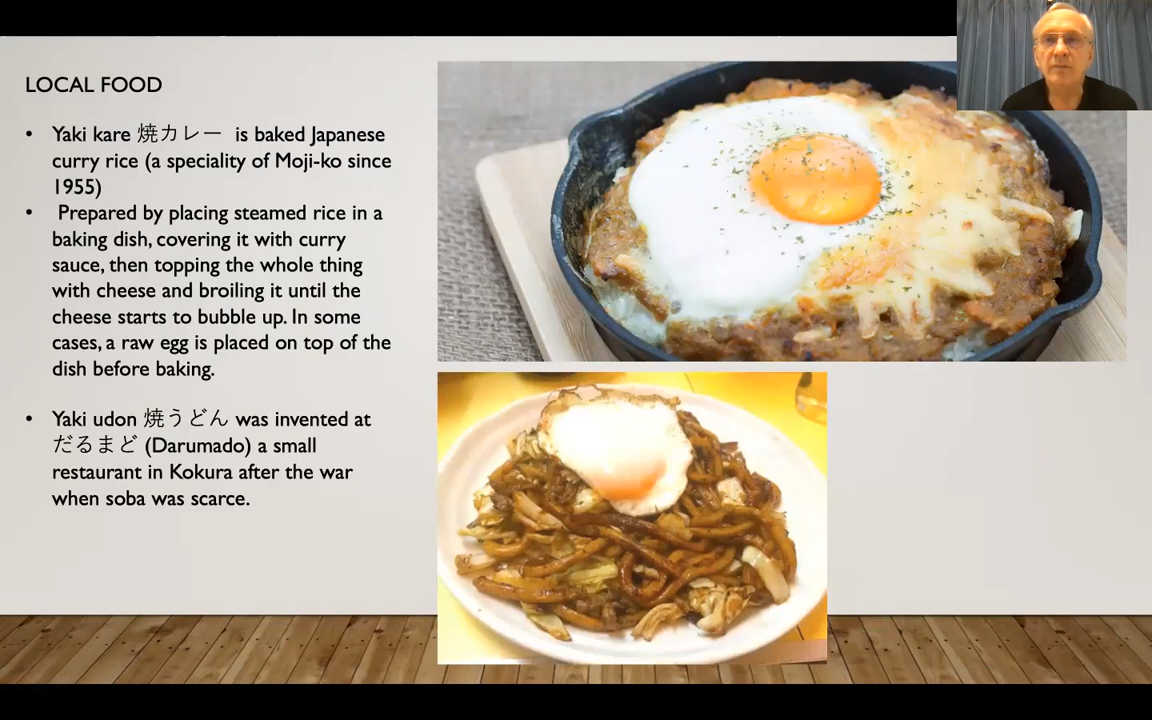 LOCAL FOOD
• Yaki kare 焼カレー is baked Japanese
curry rice (a speciality of Moji-ko since
1955)
• Prepared by placing steamed rice in a
baking dish, covering it with curry
sauce, then topping the whole thing
with cheese and broiling it until the
cheese starts to bubble up. In some
cases, a raw egg is placed on top of the
dish before baking.
• Yaki udon 焼うどん was invented at
だるまど (Darumado) a small
restaurant in Kokura after the war
when soba was scarce.